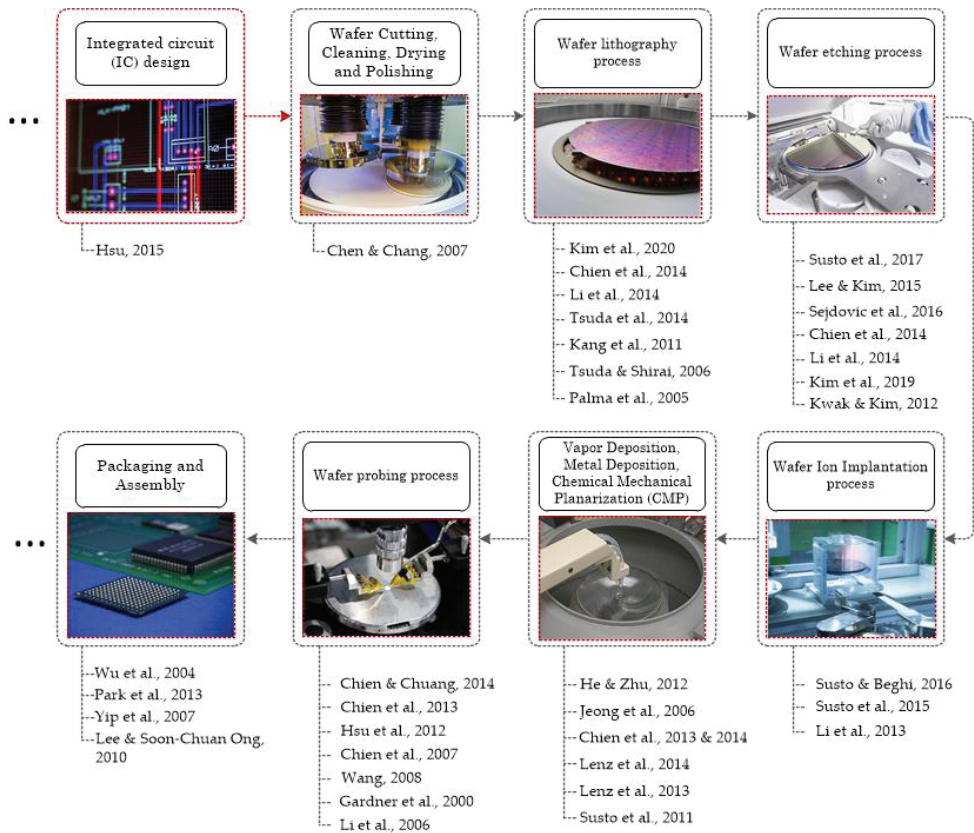 Integrated circuit
(IC) design
Wafer Cutting,
Cleaning, Drying
and Polishing
Wafer lithography
process
Wafer etching process
...
Hsu, 2015
Chen & Chang, 2007
Kim et al., 2020
Chien et al., 2014
Li et al., 2014
Tsuda et al., 2014
Kang et al., 2011
Tsuda & Shirai, 2006
Palma et al., 2005
Susto et al., 2017
Lee & Kim, 2015
Sejdovic et al., 2016
Chien et al., 2014
Li et al., 2014
Kim et al., 2019
Kwak & Kim, 2012
Packaging and
Assembly
Wafer probing process
Vapor Deposition,
Metal Deposition,
Chemical Mechanical
Planarization (CMP)
Wafer Ion Implantation
process
...
Wu et al., 2004
Park et al., 2013
Yip et al., 2007
Lee & Soon-Chuan Ong,
2010
Chien & Chuang, 2014
Chien et al., 2013
Hsu et al., 2012
Chien et al., 2007
Wang, 2008
Gardner et al., 2000
Li et al., 2006
He & Zhu, 2012
Jeong et al., 2006
Chien et al., 2013 & 2014
Lenz et al., 2014
Lenz et al., 2013
Susto et al., 2011
Susto & Beghi, 2016
Susto et al., 2015
Li et al., 2013